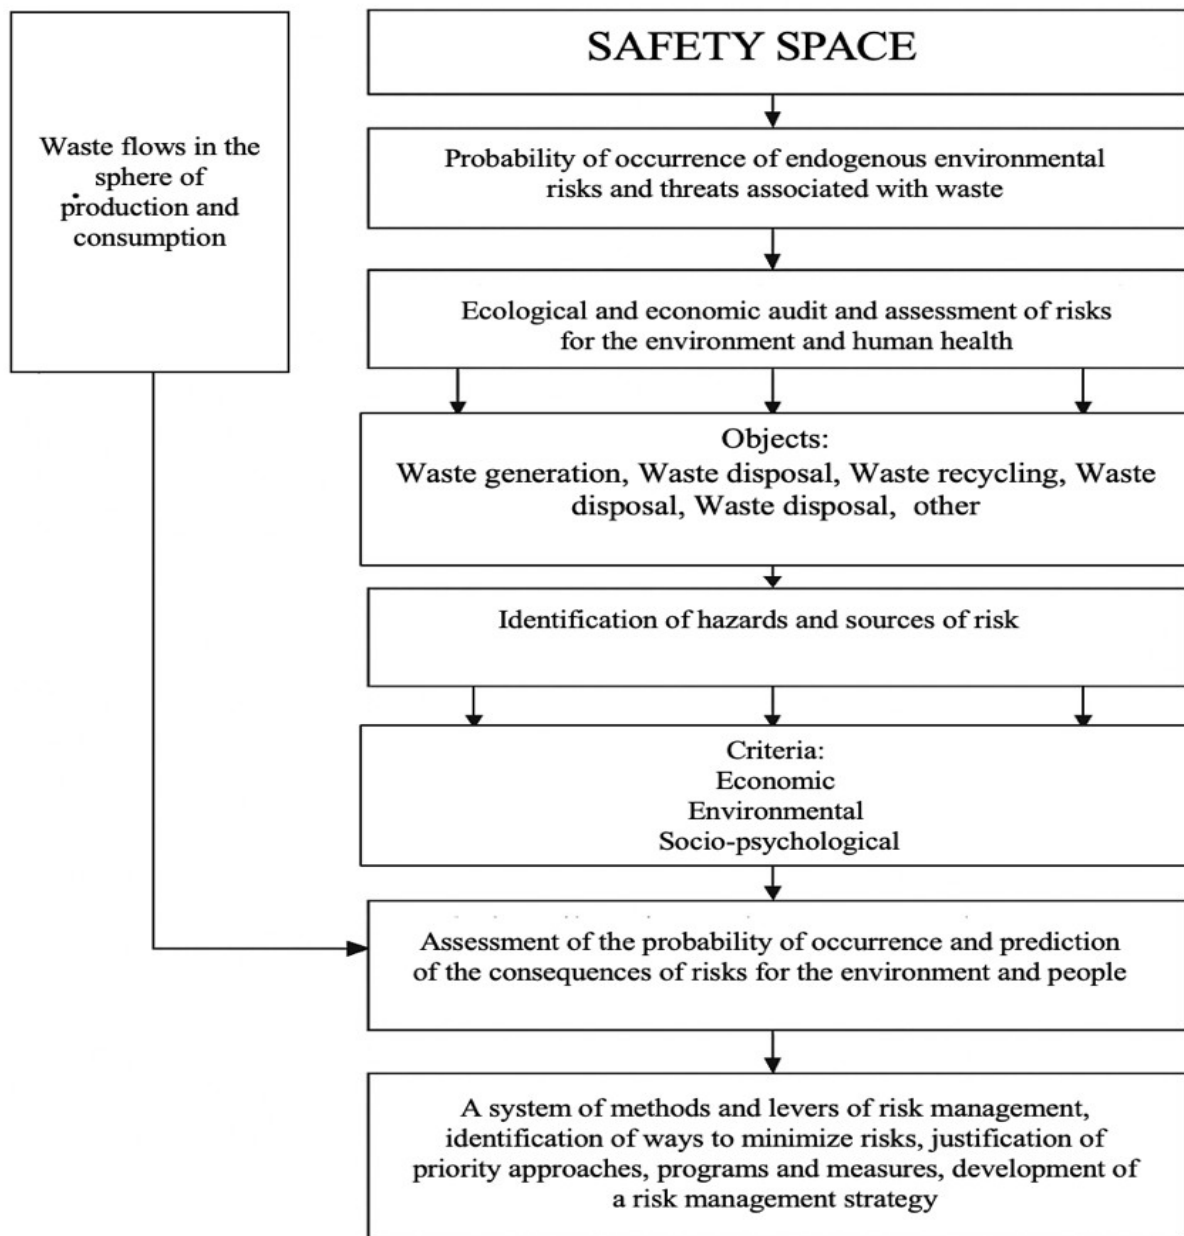 SAFETY SPACE
Waste flows in the
sphere of
production and
consumption
Probability of occurrence of endogenous environmental
risks and threats associated with waste
Ecological and economic audit and assessment of risks
for the environment and human health
Objects:
Waste generation, Waste disposal, Waste recycling, Waste
disposal, Waste disposal,  other
Identification of hazards and sources of risk
Criteria:
Economic
Environmental
Socio-psychological
Assessment of the probability of occurrence and prediction
of the consequences of risks for the environment and people
A system of methods and levers of risk management,
identification of ways to minimize risks, justification of
priority approaches, programs and measures, development of
a risk management strategy